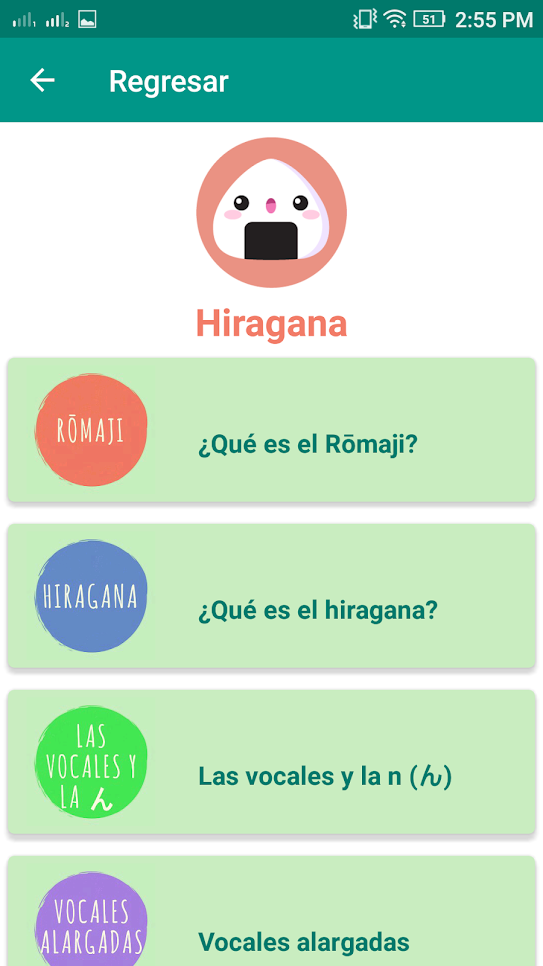 51 2:55 PM
Regresar
Hiragana
RŌMAJI
¿Qué es el Rōmaji?
HIRAGANA
¿Qué es el hiragana?
LAS
VOCALES Y
LA ん
Las vocales y la n (ん)
VOCALES
ALARGADAS
Vocales alargadas